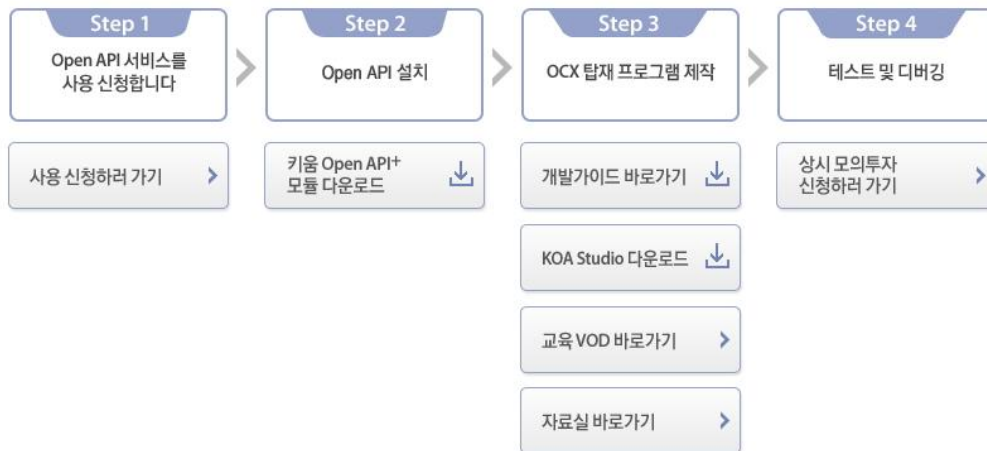 Step 1
Open API 서비스를
사용 신청합니다
사용 신청하러 가기
Step 2
Open API 설치
키움 Open API+
모듈 다운로드
Step 3
OCX 탑재 프로그램 제작
개발가이드 바로가기
KOA Studio 다운로드
교육 VOD 바로가기
자료실 바로가기
Step 4
테스트 및 디버깅
상시 모의투자
신청하러 가기